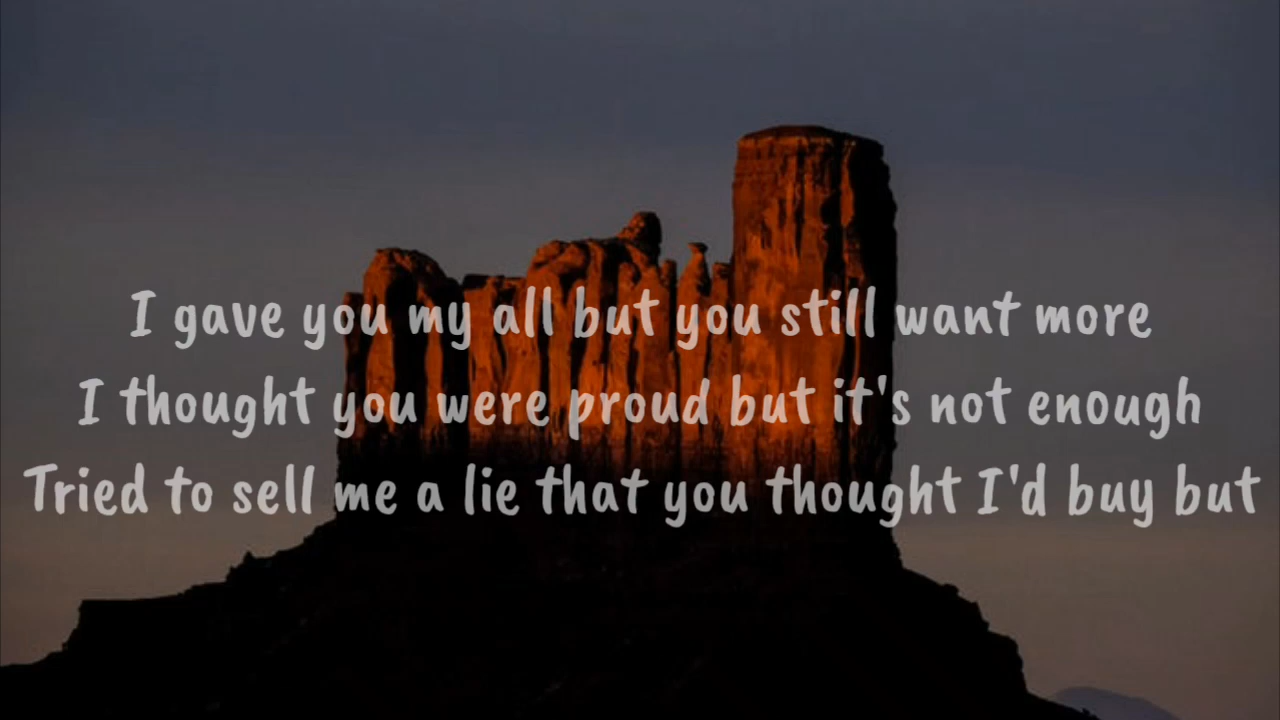 I gave you my all but you still want more
I thought you were proud but it's not enough
Tried to sell me a lie that you thought I'd buy but